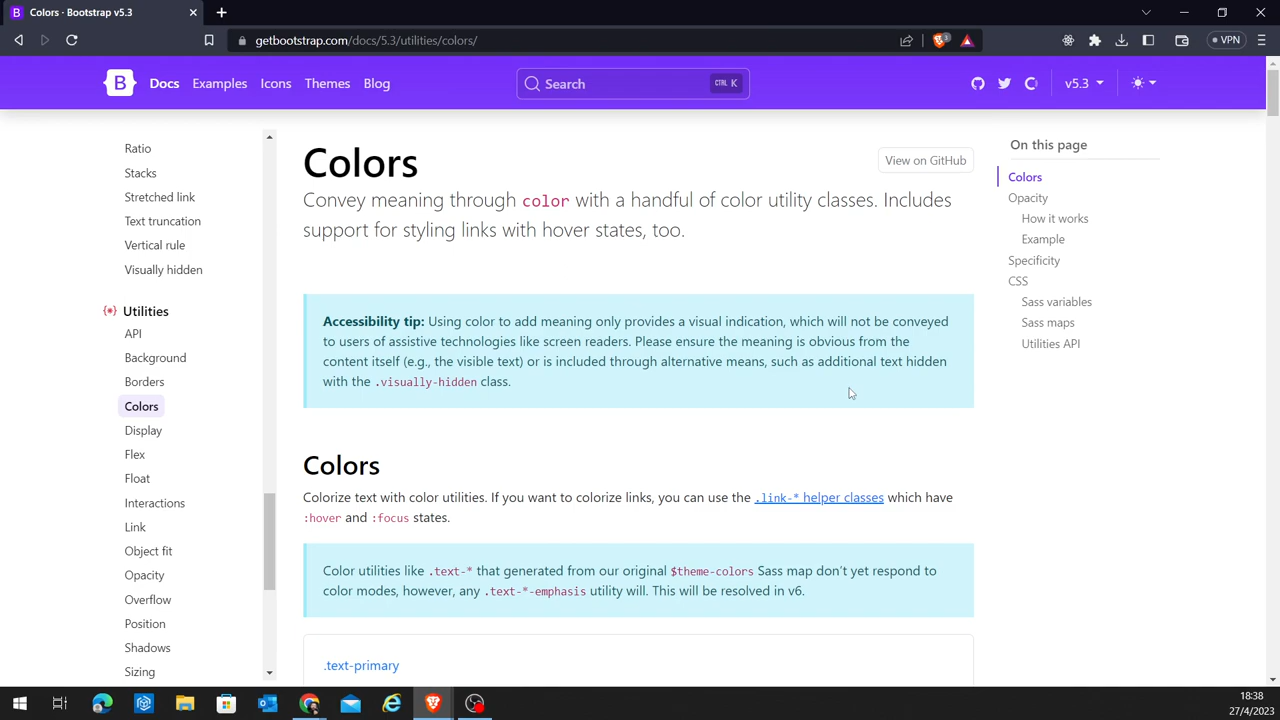 Colors · Bootstrap v5.3
getbootstrap.com/docs/5.3/utilities/colors/
VPN
B
Docs
Examples
Icons
Themes
Blog
Search
CTRL K
v5.3
Ratio
Stacks
Stretched link
Text truncation
Vertical rule
Visually hidden
Utilities
API
Background
Borders
Colors
Display
Flex
Float
Interactions
Link
Object fit
Opacity
Overflow
Position
Shadows
Sizing
Colors
View on GitHub
Convey meaning through color with a handful of color utility classes. Includes
support for styling links with hover states, too.
Accessibility tip: Using color to add meaning only provides a visual indication, which will not be conveyed
to users of assistive technologies like screen readers. Please ensure the meaning is obvious from the
content itself (e.g., the visible text) or is included through alternative means, such as additional text hidden
with the .visually-hidden class.
Colors
Colorize text with color utilities. If you want to colorize links, you can use the .link-* helper classes which have
:hover and :focus states.
Color utilities like .text-* that generated from our original $theme-colors Sass map don't yet respond to
color modes, however, any .text-*-emphasis utility will. This will be resolved in v6.
.text-primary
On this page
Colors
Opacity
How it works
Example
Specificity
CSS
Sass variables
Sass maps
Utilities API
18:38
27/4/2023